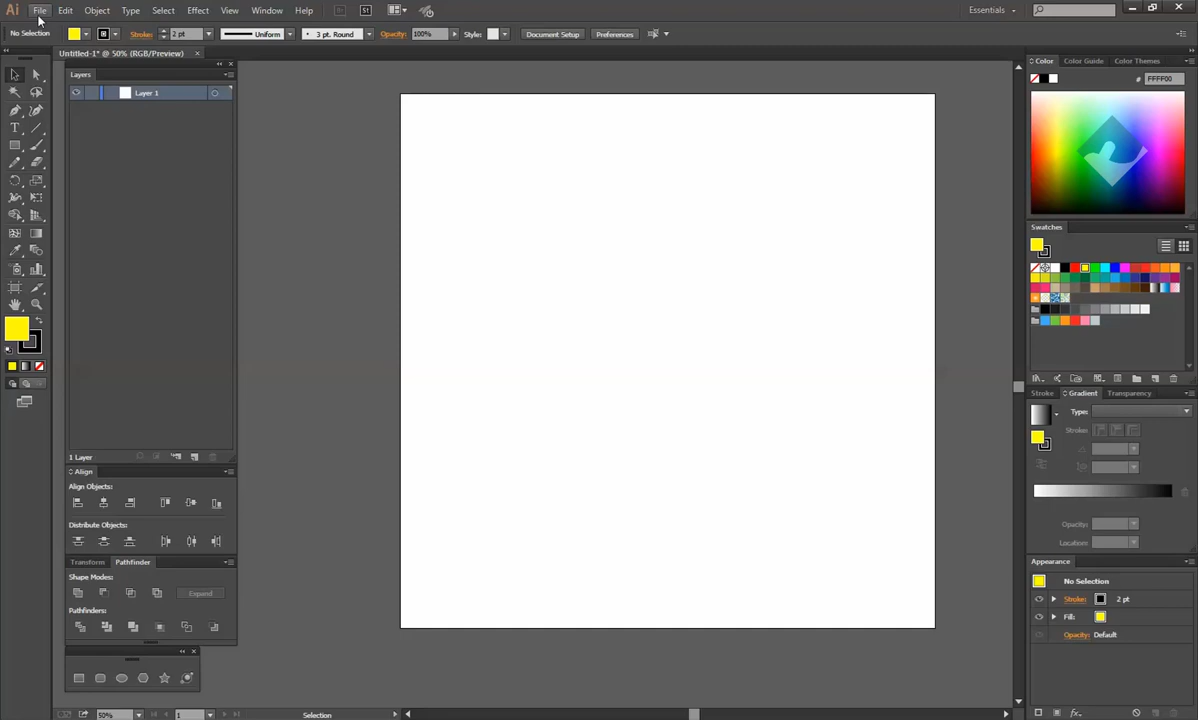 Ai File Edit Object Type Select Effect View Window Help Br St Essentials
No Selection Stroke: 2 pt Uniform 3 pt. Round Opacity: 100% Style: Document Setup Preferences
Untitled-1* @ 50% (RGB/Preview) ×
Layers
Layer 1
1 Layer
Align
Align Objects:
Distribute Objects:
Transform Pathfinder
Shape Modes:
Expand
Pathfinders:
50% 1 Selection
Color Color Guide Color Themes
# FFFF00
Swatches
Stroke Gradient Transparency
Type:
Stroke:
Opacity:
Location:
Appearance
No Selection
Stroke: 2 pt
Fill:
Opacity: Default
fx